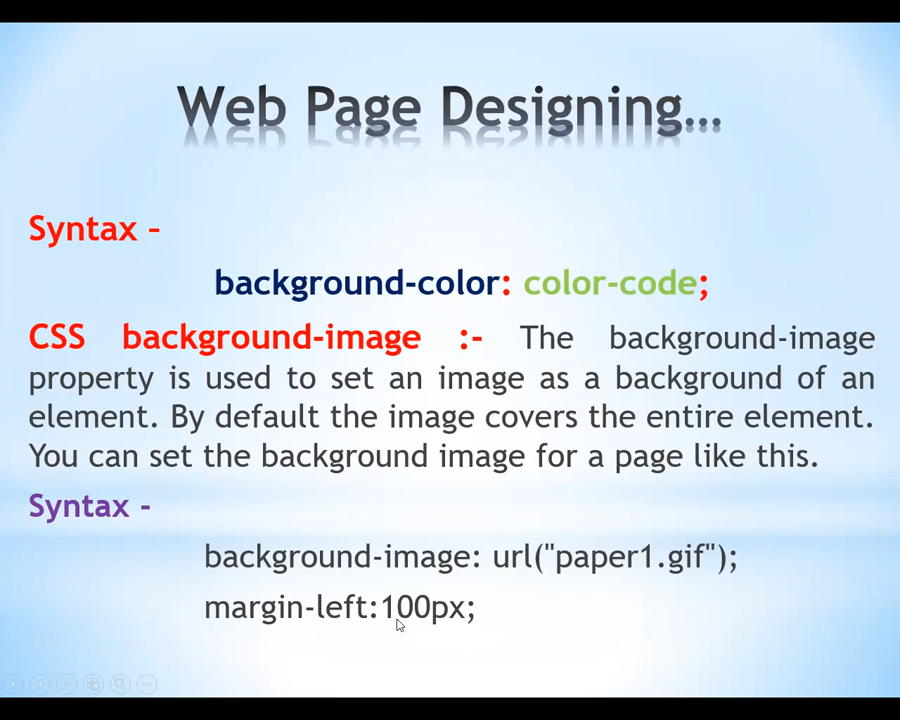 Web Page Designing...
Syntax –
background-color: color-code;
CSS background-image :- The background-image
property is used to set an image as a background of an
element. By default the image covers the entire element.
You can set the background image for a page like this.
Syntax -
background-image: url("paper1.gif");
margin-left:100px;